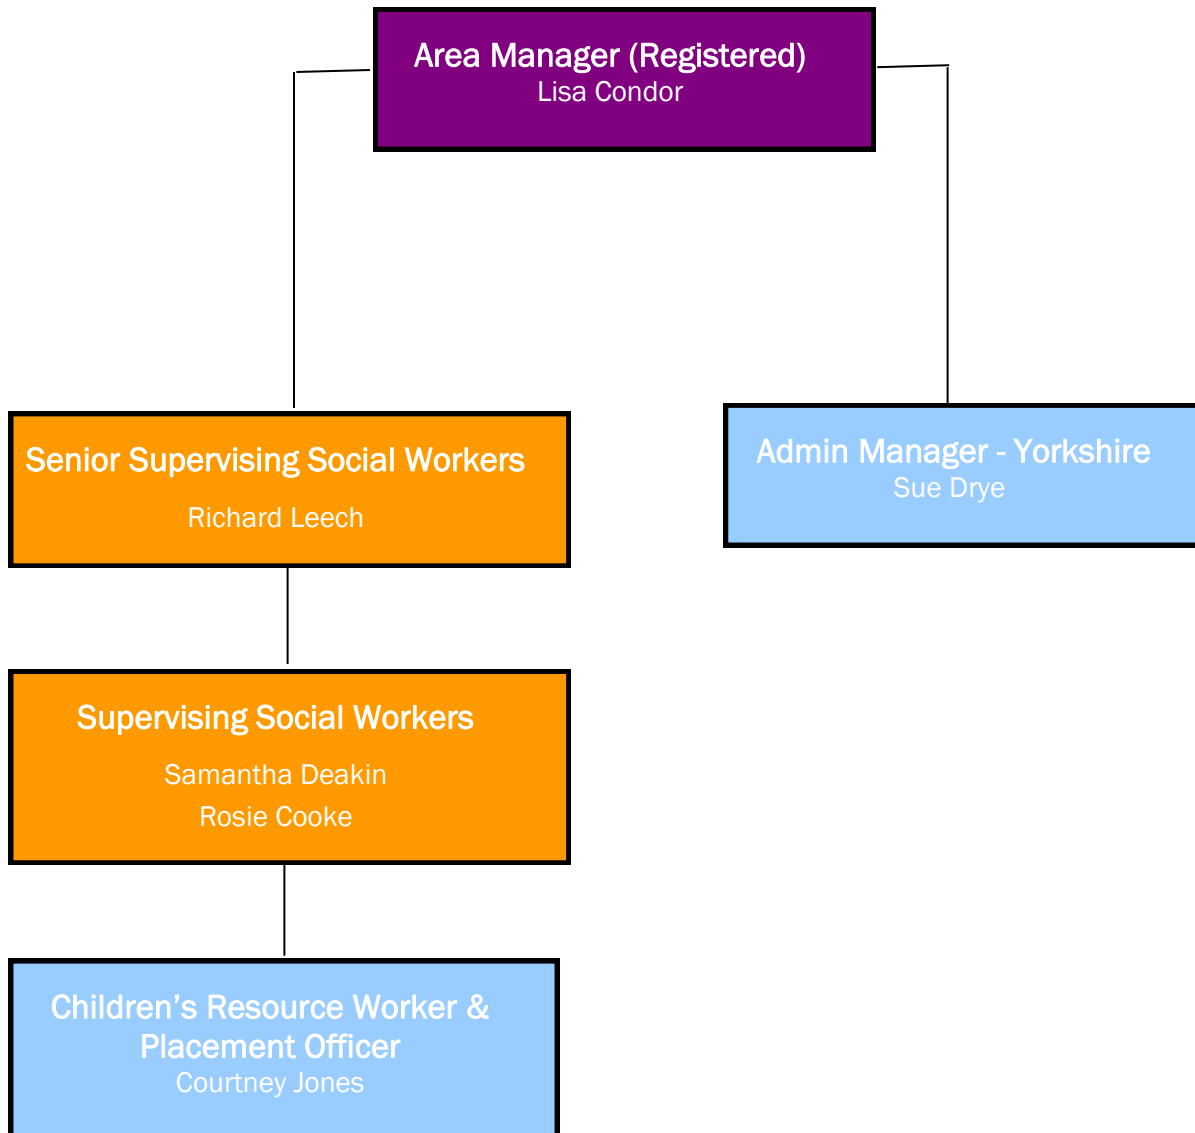 Area Manager (Registered)
Lisa Condor
Senior Supervising Social Workers
Richard Leech
Admin Manager - Yorkshire
Sue Drye
Supervising Social Workers
Samantha Deakin
Rosie Cooke
Children’s Resource Worker &
Placement Officer
Courtney Jones